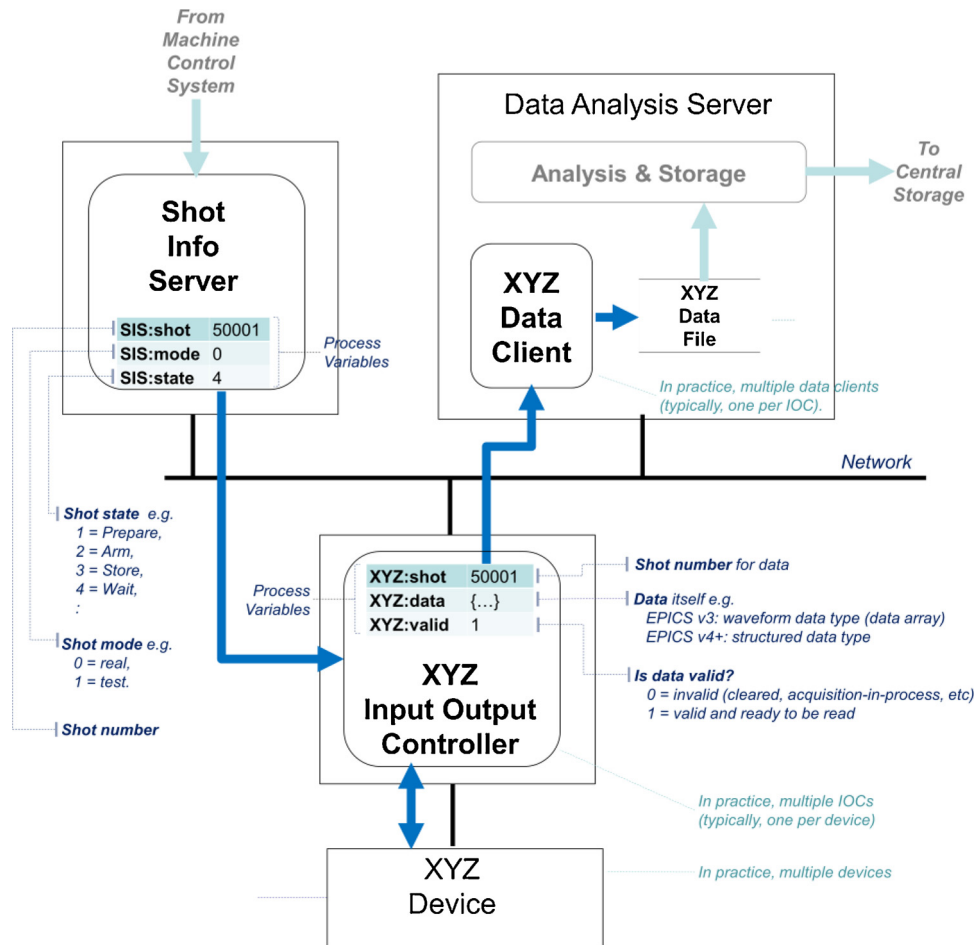 From
Machine
Control
System
Data Analysis Server
Analysis & Storage
To
Central
Storage
Shot
Info
Server
SIS:shot 50001
SIS:mode 0
SIS:state 4
Process
Variables
XYZ
Data
Client
XYZ
Data
File
In practice, multiple data clients
(typically, one per IOC).
Network
Shot state e.g.
1 = Prepare,
2 = Arm,
3 = Store,
4 = Wait,
:
Shot mode e.g.
0 = real,
1 = test.
Shot number
Process
Variables
XYZ:shot 50001
XYZ:data {...}
XYZ:valid 1
XYZ
Input Output
Controller
Shot number for data
Data itself e.g.
EPICS v3: waveform data type (data array)
EPICS v4+: structured data type
Is data valid?
0 = invalid (cleared, acquisition-in-process, etc)
1 = valid and ready to be read
In practice, multiple IOCs
(typically, one per device)
XYZ
Device
In practice, multiple devices